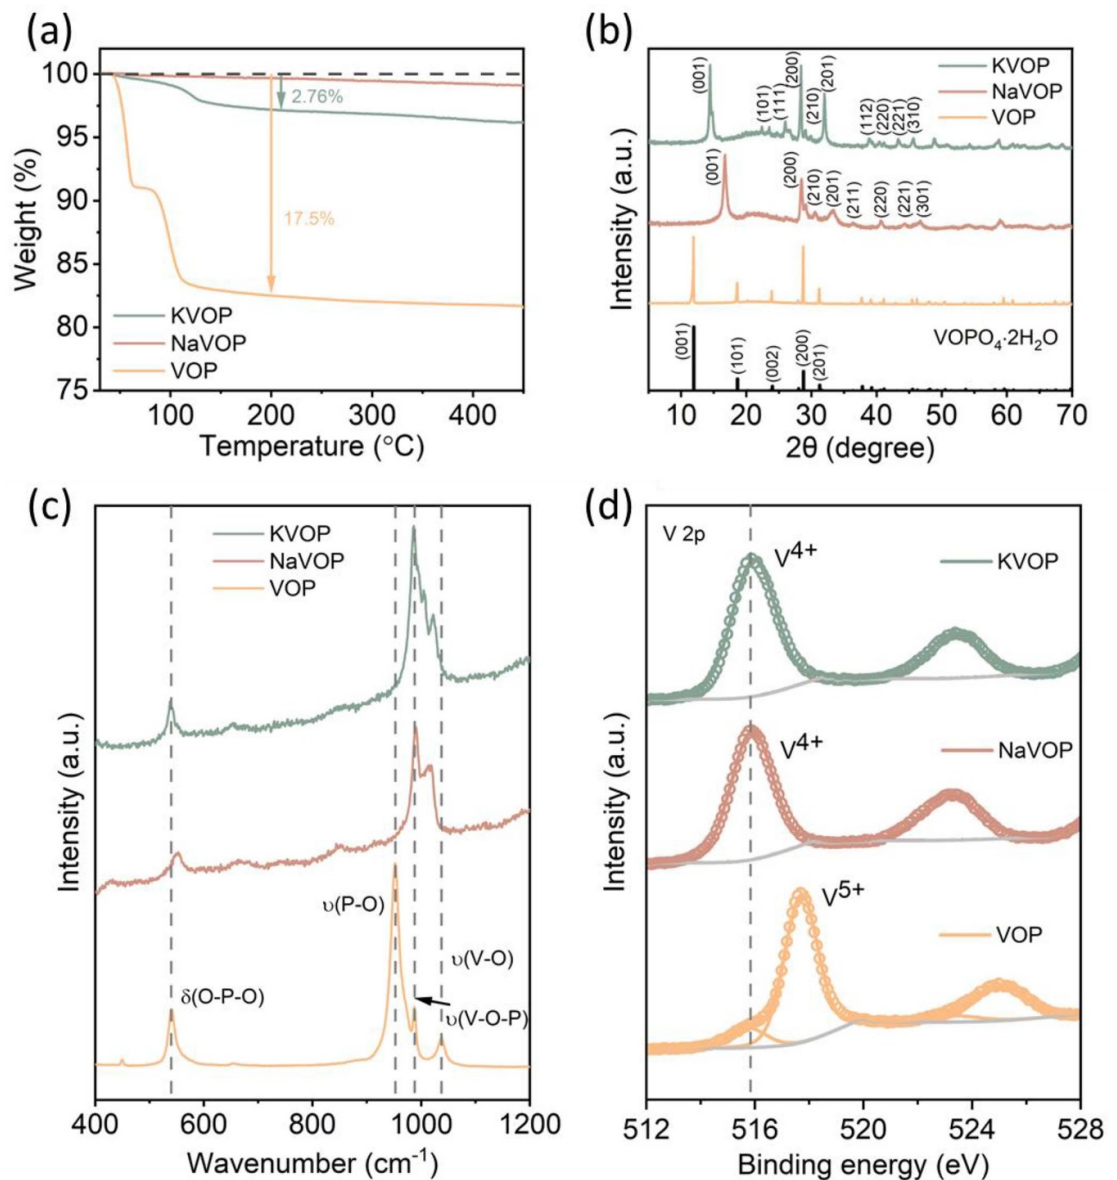 (a)
100
95
90
85
80
75
Weight (%)
2.76%
17.5%
KVOP
NaVOP
VOP
100
200
300
400
Temperature (°C)
(b)
Intensity (a.u.)
KVOP
NaVOP
VOP
(001)
(101)
(111)
(200)
(210)
(201)
(112)
(220)
(221)
(310)
(001)
(200)
(210)
(201)
(211)
(220)
(221)
(301)
VOPO₄·2H₂O
(001)
(101)
(002)
(200)
(201)
10
20
30
40
50
60
70
2θ (degree)
(c)
Intensity (a.u.)
KVOP
NaVOP
VOP
υ(P-O)
υ(V-O)
δ(O-P-O)
υ(V-O-P)
400
600
800
1000
1200
Wavenumber (cm⁻¹)
(d)
Intensity (a.u.)
V 2p
V⁴⁺
KVOP
V⁴⁺
NaVOP
V⁵⁺
VOP
512
516
520
524
528
Binding energy (eV)